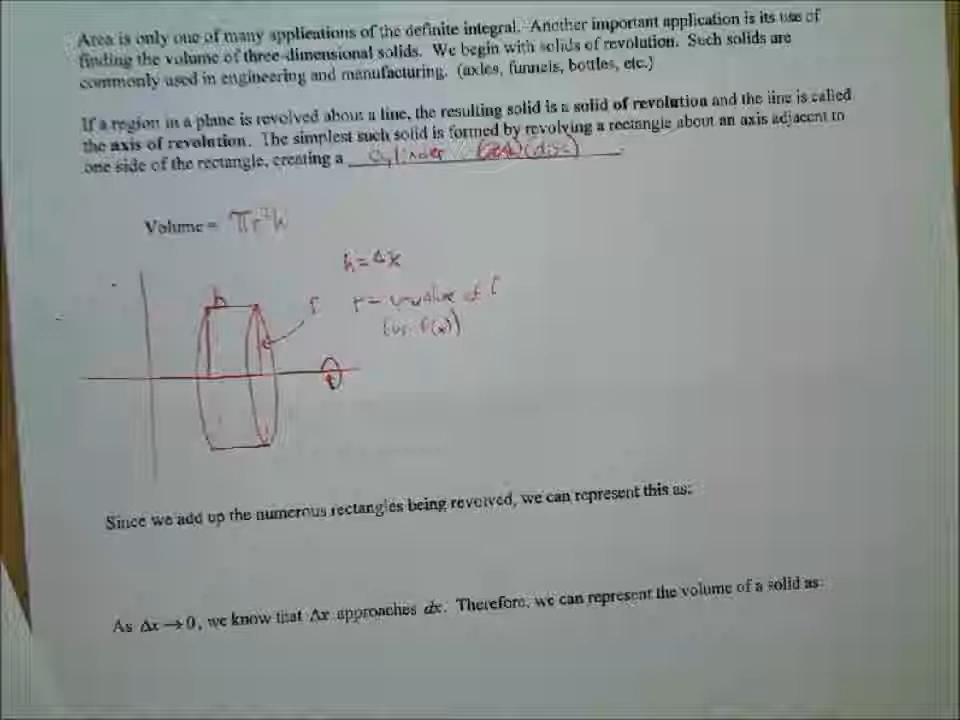 Area is only one of many applications of the definite integral. Another important application is its use of
finding the volume of three-dimensional solids. We begin with solids of revolution. Such solids are
commonly used in engineering and manufacturing. (axles, funnels, bottles, etc.)
If a region in a plane is revolved about a line, the resulting solid is a solid of revolution and the line is called
the axis of revolution. The simplest such solid is formed by revolving a rectangle about an axis adjacent to
one side of the rectangle, creating a cylinder (disc)
Volume = πr²h
h = Δx
h r r = y-value of f
(or f(x))
Since we add up the numerous rectangles being revolved, we can represent this as:
As Δx → 0, we know that Δx approaches dx. Therefore, we can represent the volume of a solid as: